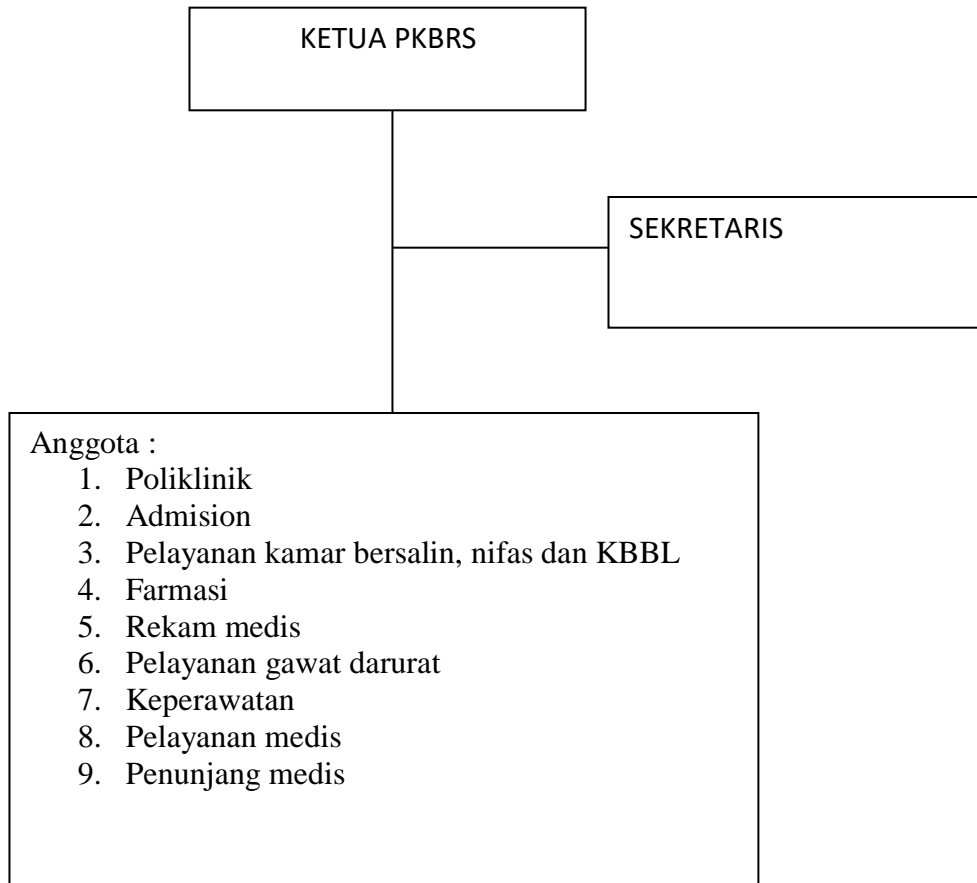 KETUA PKBRS
SEKRETARIS
Anggota :
1. Poliklinik
2. Admision
3. Pelayanan kamar bersalin, nifas dan KBBL
4. Farmasi
5. Rekam medis
6. Pelayanan gawat darurat
7. Keperawatan
8. Pelayanan medis
9. Penunjang medis